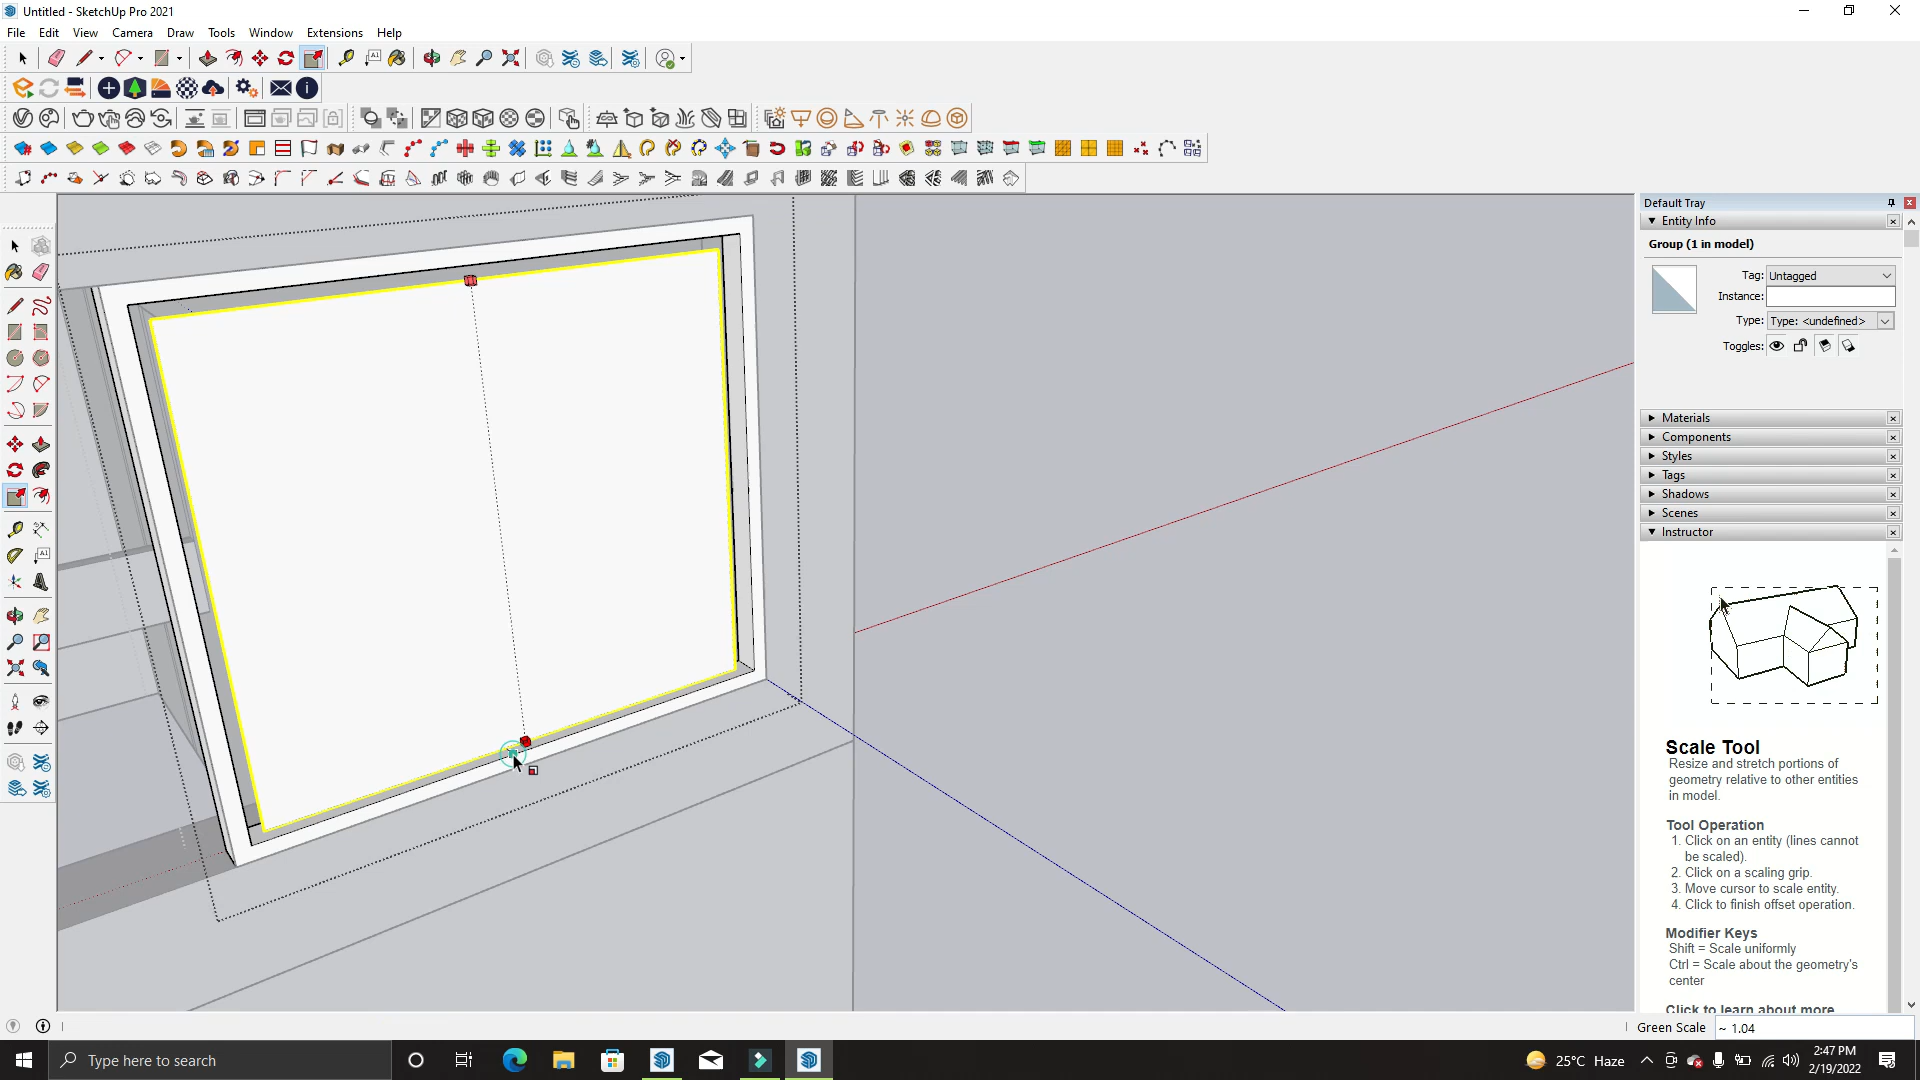 Untitled - SketchUp Pro 2021
File Edit View Camera Draw Tools Window Extensions Help
Default Tray
Entity Info
Group (1 in model)
Tag: Untagged
Instance:
Type: Type: <undefined>
Toggles:
Materials
Components
Styles
Tags
Shadows
Scenes
Instructor
Scale Tool
Resize and stretch portions of
geometry relative to other entities
in model.
Tool Operation
1. Click on an entity (lines cannot
be scaled).
2. Click on a scaling grip.
3. Move cursor to scale entity.
4. Click to finish offset operation.
Modifier Keys
Shift = Scale uniformly
Ctrl = Scale about the geometry's
center
Click to learn about more
Green Scale ~ 1.04
Type here to search
25°C Haze
2:47 PM
2/19/2022